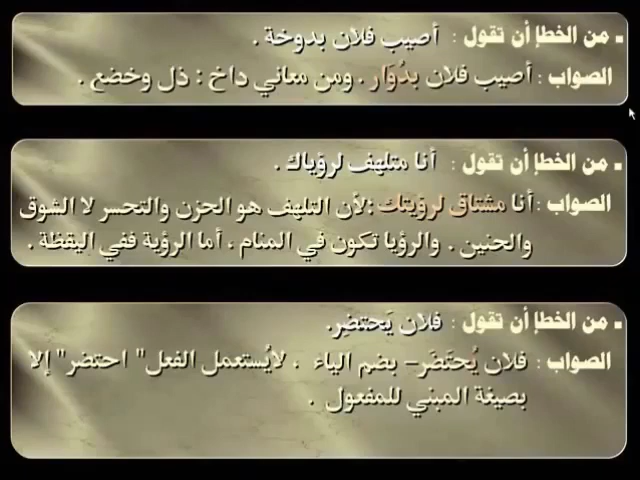 ▪ من الخطإ أن تقول : أصيب فلان بدوخة .
الصواب : أصيب فلان بدُوَار . ومن معاني داخ : ذل وخضع .
▪ من الخطإ أن تقول : أنا متلهف لرؤياك .
الصواب : أنا مشتاق لرؤيتك ؛لأن التلهف هو الحزن والتحسر لا الشوق
والحنين . والرؤيا تكون في المنام ، أما الرؤية ففي اليقظة .
▪ من الخطإ أن تقول : فلان يَحتضِر.
الصواب : فلان يُحتَضَر– بضم الياء ، لايُستعمل الفعل" احتضر" إلا
بصيغة المبني للمفعول .